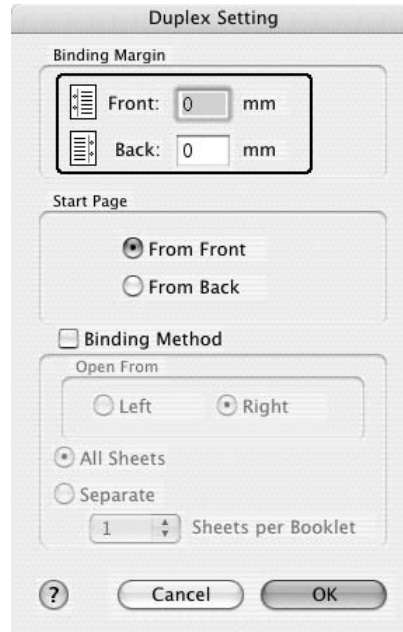 Duplex Setting
Binding Margin
Front: 0 mm
Back: 0 mm
Start Page
From Front
From Back
Binding Method
Open From
Left Right
All Sheets
Separate
1 Sheets per Booklet
? Cancel OK